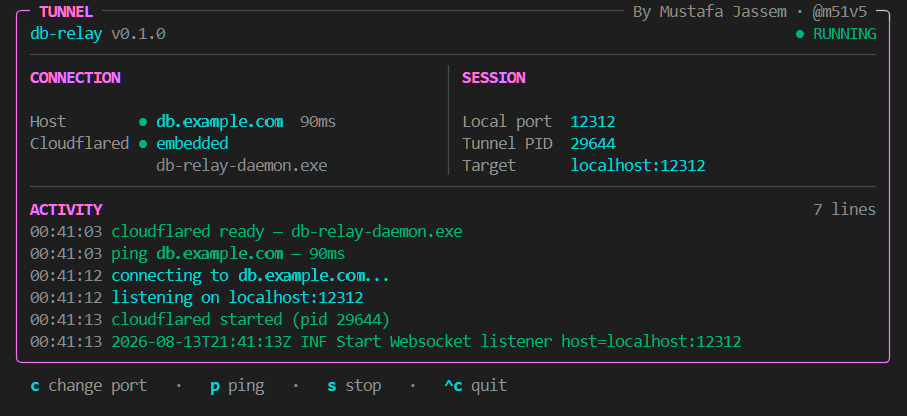 TUNNEL By Mustafa Jassem · @m51v5
db-relay v0.1.0 ● RUNNING
CONNECTION SESSION
Host ● db.example.com 90ms Local port 12312
Cloudflared ● embedded Tunnel PID 29644
db-relay-daemon.exe Target localhost:12312
ACTIVITY 7 lines
00:41:03 cloudflared ready — db-relay-daemon.exe
00:41:03 ping db.example.com — 90ms
00:41:12 connecting to db.example.com...
00:41:12 listening on localhost:12312
00:41:13 cloudflared started (pid 29644)
00:41:13 2026-08-13T21:41:13Z INF Start Websocket listener host=localhost:12312
c change port · p ping · s stop · ^c quit